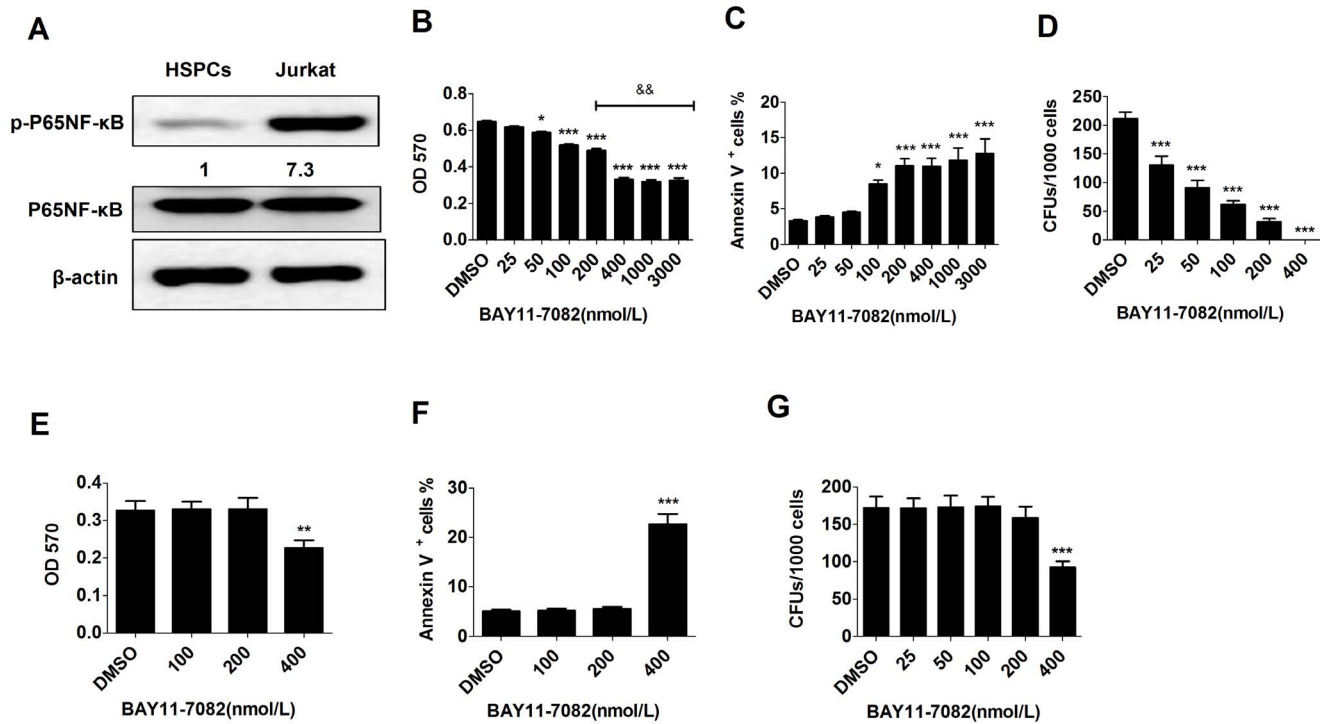 A
HSPCs Jurkat
p-P65NF-κB
1 7.3
P65NF-κB
β-actin
B
OD 570
0.8
0.6
0.4
0.2
0.0
&&
* *** *** *** *** ***
DMSO 25 50 100 200 400 1000 3000
BAY11-7082(nmol/L)
C
Annexin V + cells %
20
15
10
5
0
* *** *** *** ***
DMSO 25 50 100 200 400 1000 3000
BAY11-7082(nmol/L)
D
CFUs/1000 cells
250
200
150
100
50
0
*** *** *** *** ***
DMSO 25 50 100 200 400
BAY11-7082(nmol/L)
E
OD 570
0.4
0.3
0.2
0.1
0.0
**
DMSO 100 200 400
BAY11-7082(nmol/L)
F
Annexin V + cells %
30
20
10
0
***
DMSO 100 200 400
BAY11-7082(nmol/L)
G
CFUs/1000 cells
200
150
100
150
0
***
DMSO 25 50 100 200 400
BAY11-7082(nmol/L)